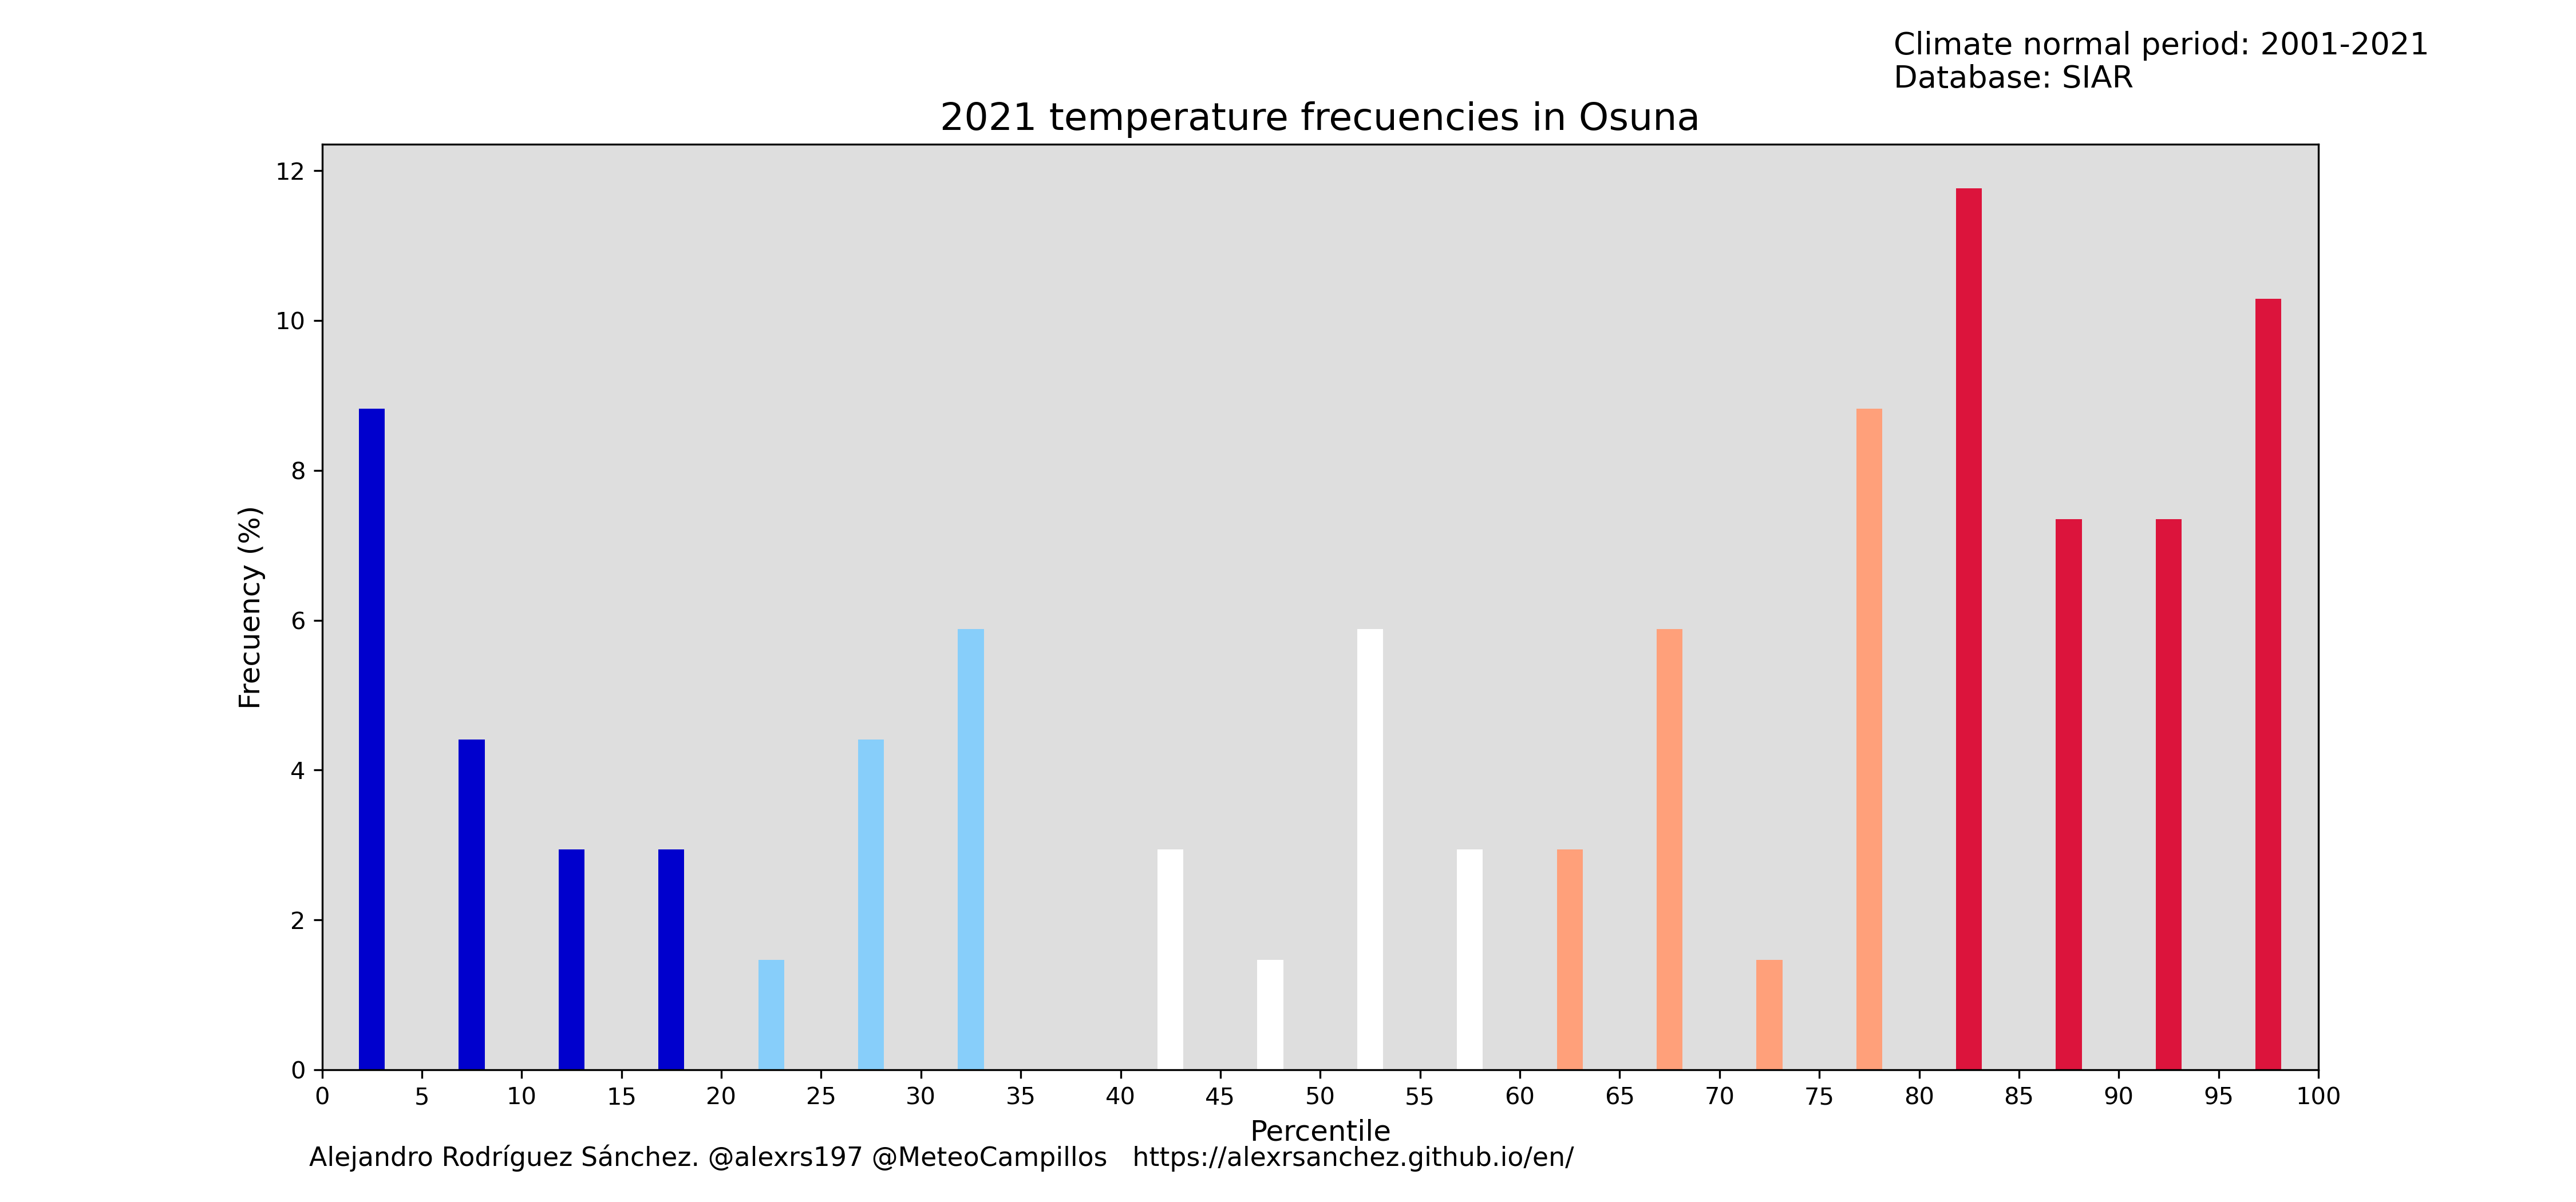 Climate normal period: 2001-2021
Database: SIAR
2021 temperature frecuencies in Osuna
12
10
8
6
4
2
0
Frecuency (%)
0 5 10 15 20 25 30 35 40 45 50 55 60 65 70 75 80 85 90 95 100
Percentile
Alejandro Rodríguez Sánchez. @alexrs197 @MeteoCampillos https://alexrsanchez.github.io/en/